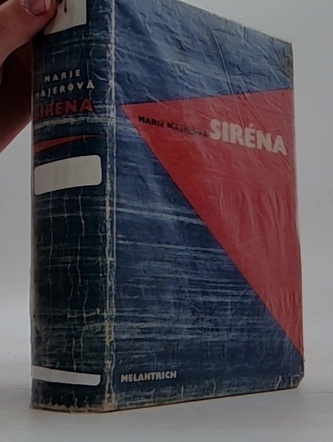 MARIE
MAJEROVÁ
SIRÉNA
MARIE MAJEROVÁ SIRÉNA
MELANTRICH